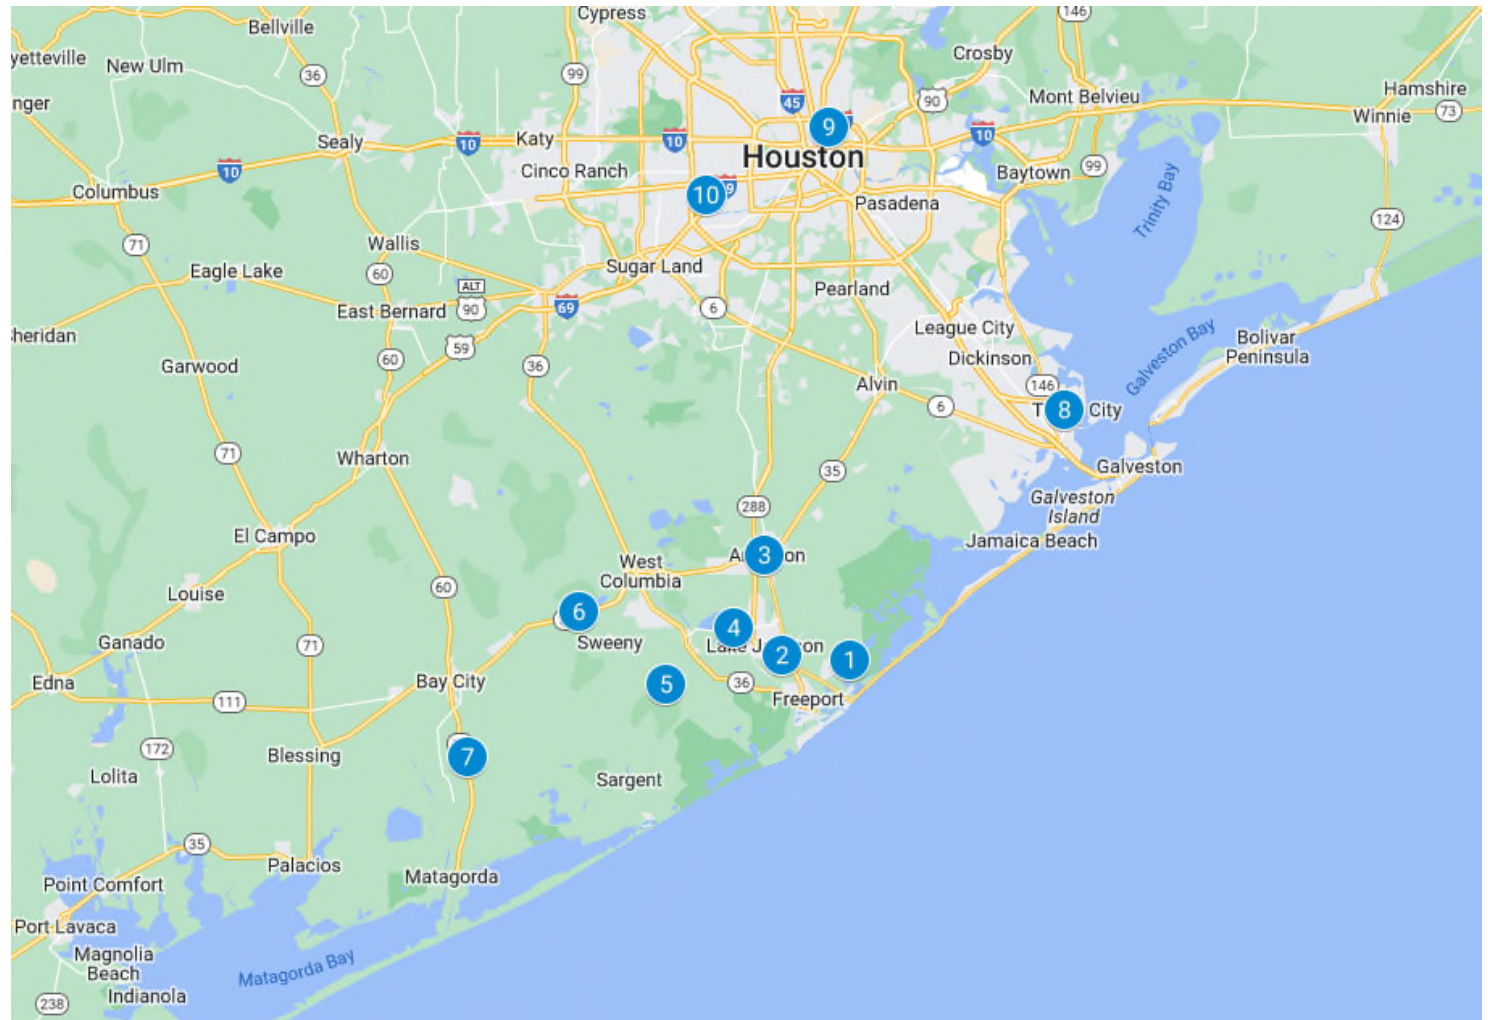 Cypress
146
Bellville
Crosby
yetteville
New Ulm
36
99
45
90
Mont Belvieu
Hamshire
nger
9
Winnie
73
Sealy
10
Katy
10
10
Houston
10
Cinco Ranch
Baytown
99
Columbus
10
9
Pasadena
Trinity Bay
124
71
Wallis
Eagle Lake
60
Sugar Land
ALT
90
Pearland
East Bernard
69
6
heridan
59
League City
Galveston Bay
Bolivar
Peninsula
Garwood
60
36
Dickinson
Alvin
146
6
8
City
71
Wharton
35
Galveston
288
Galveston
Island
El Campo
Jamaica Beach
3
on
West
Columbia
60
Louise
6
4
Ganado
71
Sweeny
Lake J
2
on
1
Edna
Bay City
5
36
111
Freeport
172
Blessing
7
Lolita
Sargent
35
Palacios
Matagorda
Point Comfort
Port Lavaca
Magnolia
Beach
Matagorda Bay
Indianola
238